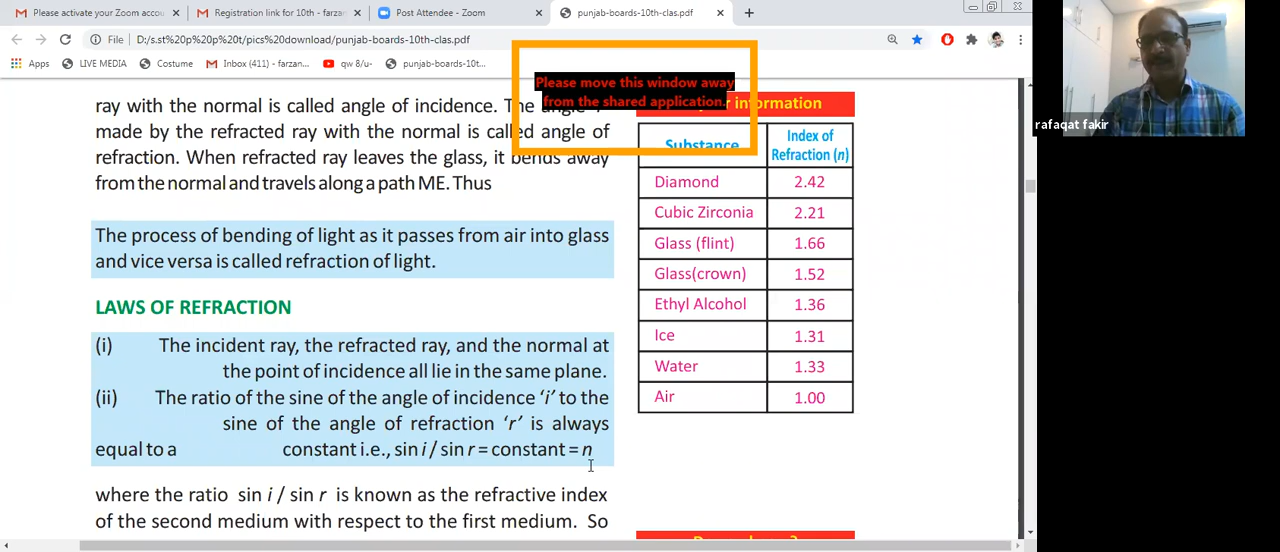 Please activate your Zoom accou
Registration link for 10th - farzan
Post Attendee - Zoom
punjab-boards-10th-clas.pdf
File D:/s.st%20p%20p%20t/pics%20download/punjab-boards-10th-clas.pdf
Apps LIVE MEDIA Costume Inbox (411) - farzan... qw 8/u- punjab-boards-10th-t...
Please move this window away
from the shared application.
ray with the normal is called angle of incidence. The angle
made by the refracted ray with the normal is called angle of
refraction. When refracted ray leaves the glass, it bends away
from the normal and travels along a path ME. Thus
The process of bending of light as it passes from air into glass
and vice versa is called refraction of light.
LAWS OF REFRACTION
(i) The incident ray, the refracted ray, and the normal at
the point of incidence all lie in the same plane.
(ii) The ratio of the sine of the angle of incidence ‘i’ to the
sine of the angle of refraction ‘r’ is always
equal to a constant i.e., sin i / sin r = constant = n
where the ratio sin i / sin r is known as the refractive index
of the second medium with respect to the first medium. So
information
Substance Index of
Refraction (n)
Diamond 2.42
Cubic Zirconia 2.21
Glass (flint) 1.66
Glass(crown) 1.52
Ethyl Alcohol 1.36
Ice 1.31
Water 1.33
Air 1.00
rafaqat fakir